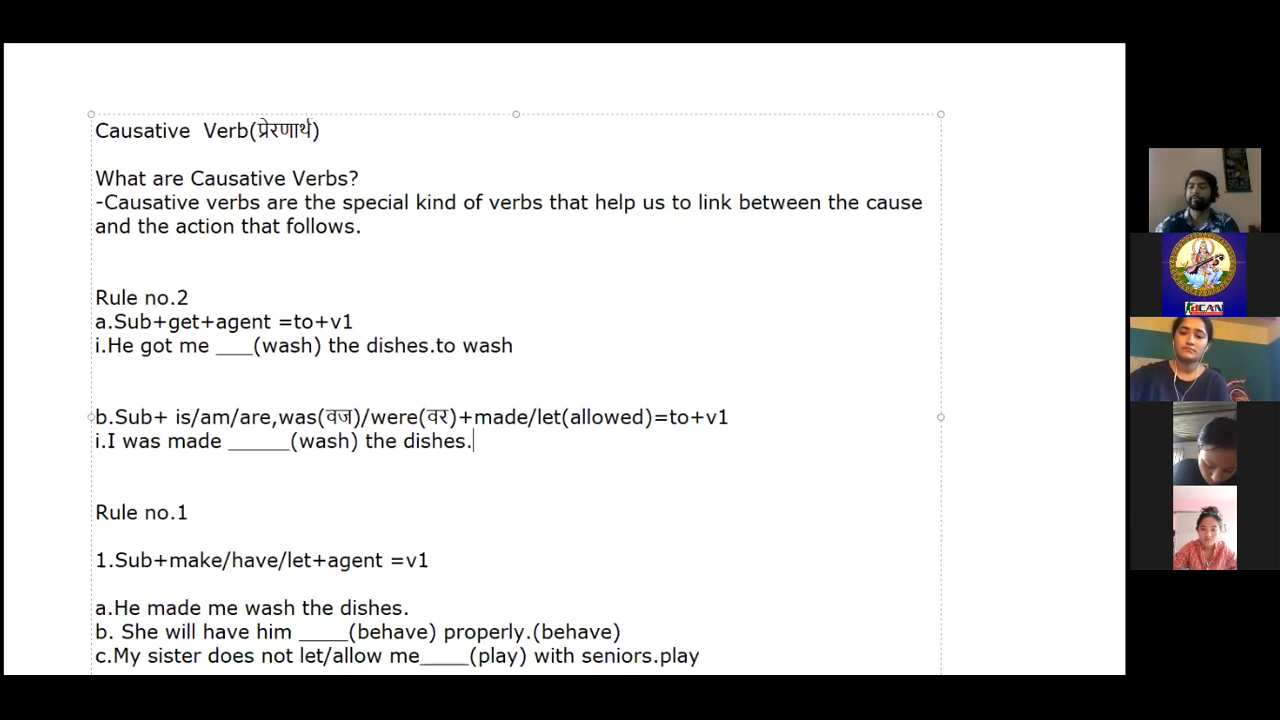 Causative Verb(प्रेरणार्थ)
What are Causative Verbs?
-Causative verbs are the special kind of verbs that help us to link between the cause
and the action that follows.
Rule no.2
a.Sub+get+agent =to+v1
i.He got me ___(wash) the dishes.to wash
b.Sub+ is/am/are,was(वज)/were(वर)+made/let(allowed)=to+v1
i.I was made _____(wash) the dishes.
Rule no.1
1.Sub+make/have/let+agent =v1
a.He made me wash the dishes.
b. She will have him ____(behave) properly.(behave)
c.My sister does not let/allow me____(play) with seniors.play